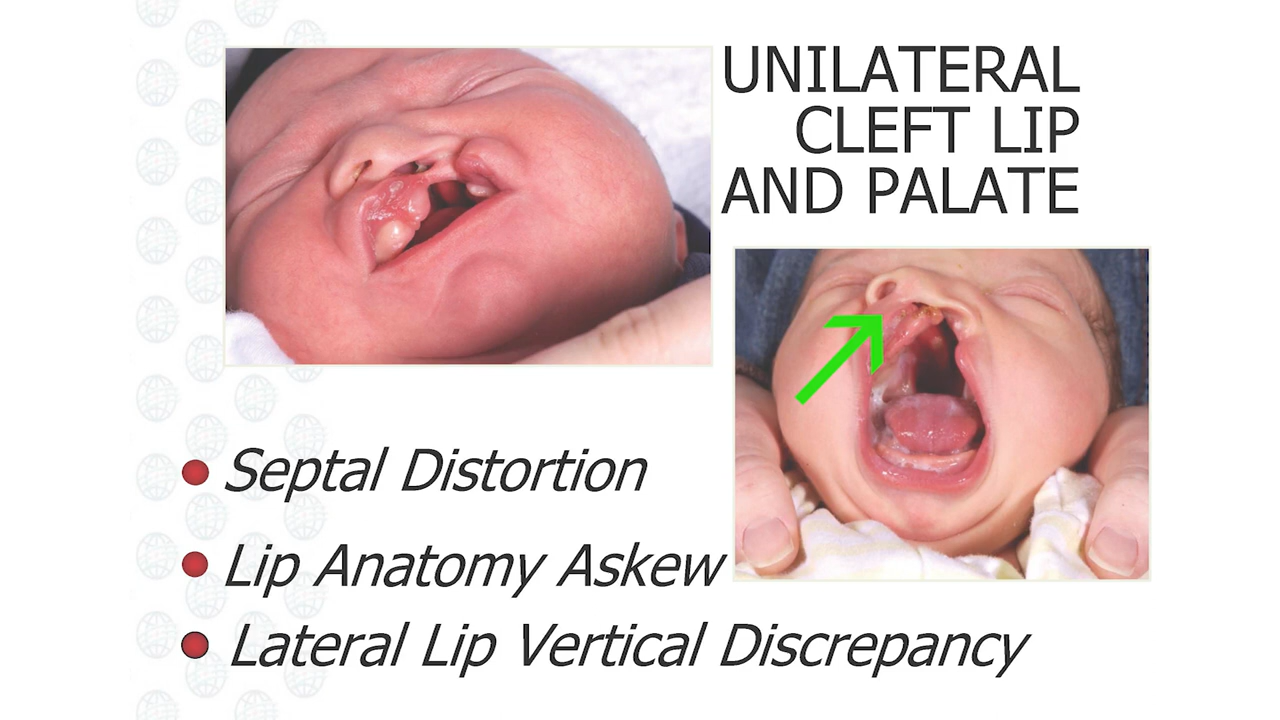 UNILATERAL
CLEFT LIP
AND PALATE
Septal Distortion
Lip Anatomy Askew
Lateral Lip Vertical Discrepancy